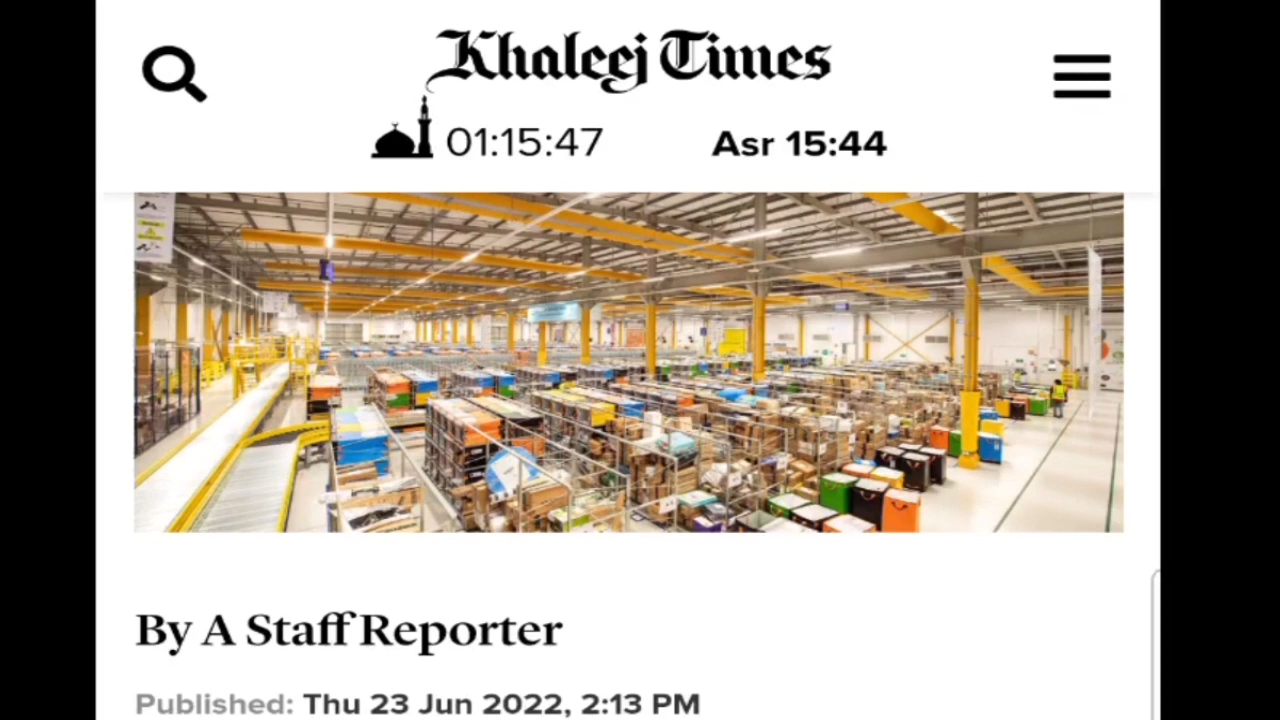 Khaleej Times
01:15:47 Asr 15:44
By A Staff Reporter
Published: Thu 23 Jun 2022, 2:13 PM